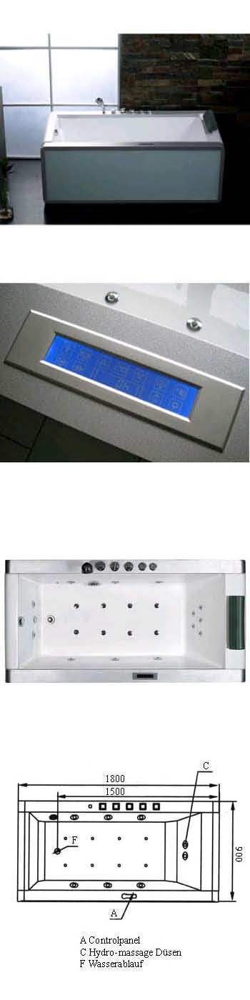 C
1800
1500
F
900
A
A Controlpanel
C Hydro-massage Düsen
F Wasserablauf